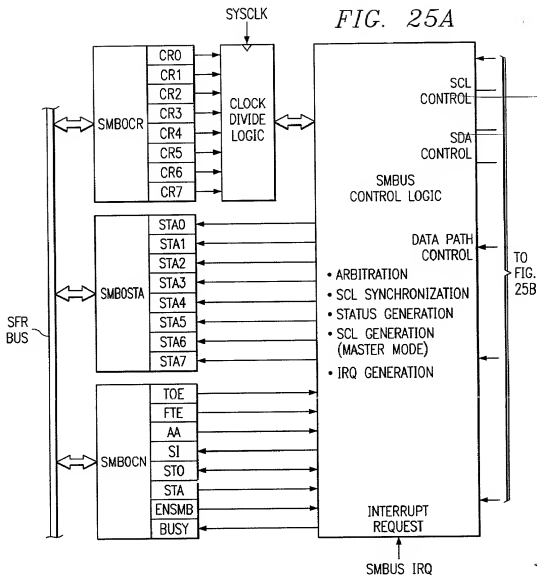 FIG. 25A
SYSCLK
SMB0CR
CR0
CR1
CR2
CR3
CR4
CR5
CR6
CR7
CLOCK
DIVIDE
LOGIC
SCL
CONTROL
SDA
CONTROL
SMBUS
CONTROL LOGIC
DATA PATH
CONTROL
• ARBITRATION
• SCL SYNCHRONIZATION
• STATUS GENERATION
• SCL GENERATION
(MASTER MODE)
• IRQ GENERATION
TO
FIG.
25B
SMB0STA
STA0
STA1
STA2
STA3
STA4
STA5
STA6
STA7
SFR
BUS
SMB0CN
TOE
FTE
AA
SI
STO
STA
ENSMB
BUSY
INTERRUPT
REQUEST
SMBUS IRQ